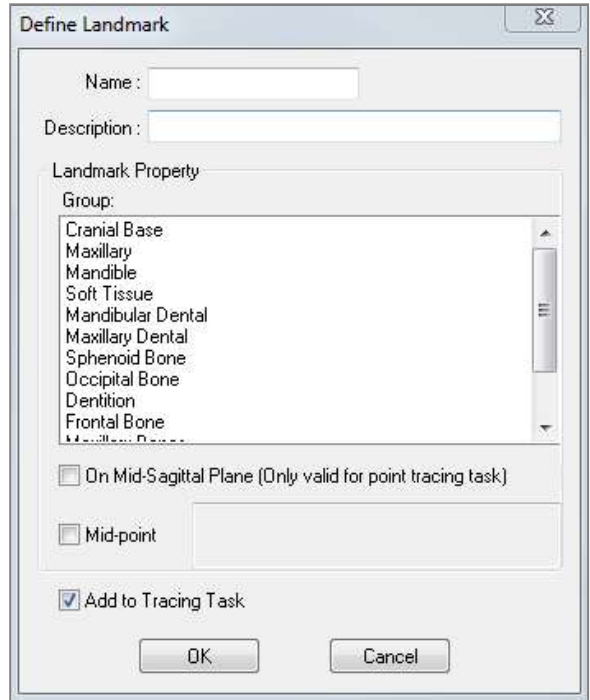 Define Landmark
Name :
Description :
Landmark Property
Group:
Cranial Base
Maxillary
Mandible
Soft Tissue
Mandibular Dental
Maxillary Dental
Sphenoid Bone
Occipital Bone
Dentition
Frontal Bone
On Mid-Sagittal Plane (Only valid for point tracing task)
Mid-point
Add to Tracing Task
OK
Cancel